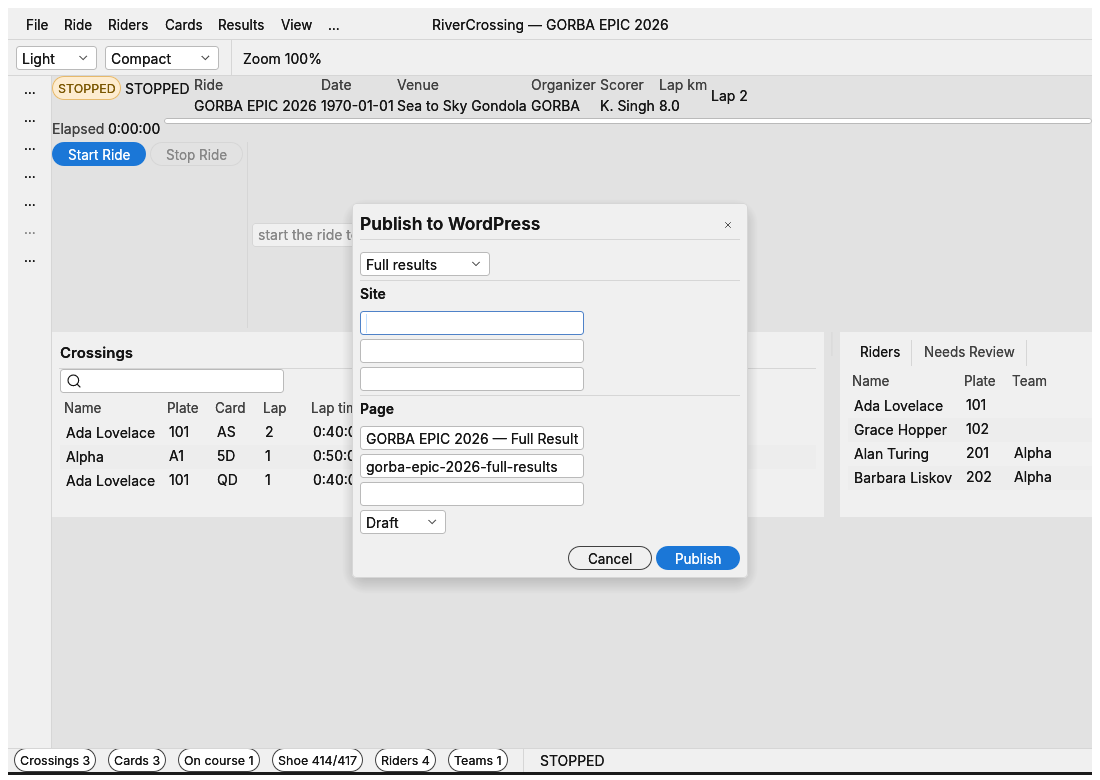 File Ride Riders Cards Results View ... RiverCrossing — GORBA EPIC 2026
Light Compact Zoom 100%
STOPPED STOPPED
Ride Date Venue Organizer Scorer Lap km
GORBA EPIC 2026 1970-01-01 Sea to Sky Gondola GORBA K. Singh 8.0
Lap 2
Elapsed 0:00:00
Start Ride Stop Ride
start the ride
...
...
...
...
...
...
...
Publish to WordPress ×
Full results
Site
Page
GORBA EPIC 2026 — Full Result
gorba-epic-2026-full-results
Draft
Cancel Publish
Crossings
Name Plate Card Lap Lap
Ada Lovelace 101 AS 2 0:40:
Alpha A1 5D 1 0:50:
Ada Lovelace 101 QD 1 0:40:
Riders Needs Review
Name Plate Team
Ada Lovelace 101
Grace Hopper 102
Alan Turing 201 Alpha
Barbara Liskov 202 Alpha
Crossings 3 Cards 3 On course 1 Shoe 414/417 Riders 4 Teams 1 STOPPED